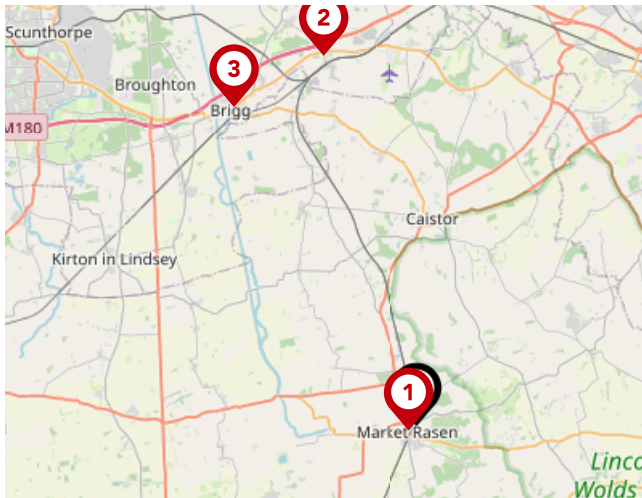 2
Scunthorpe
3
Broughton
Brigg
M180
Caistor
Kirton in Lindsey
1
Market Rasen
Linco
Wolds